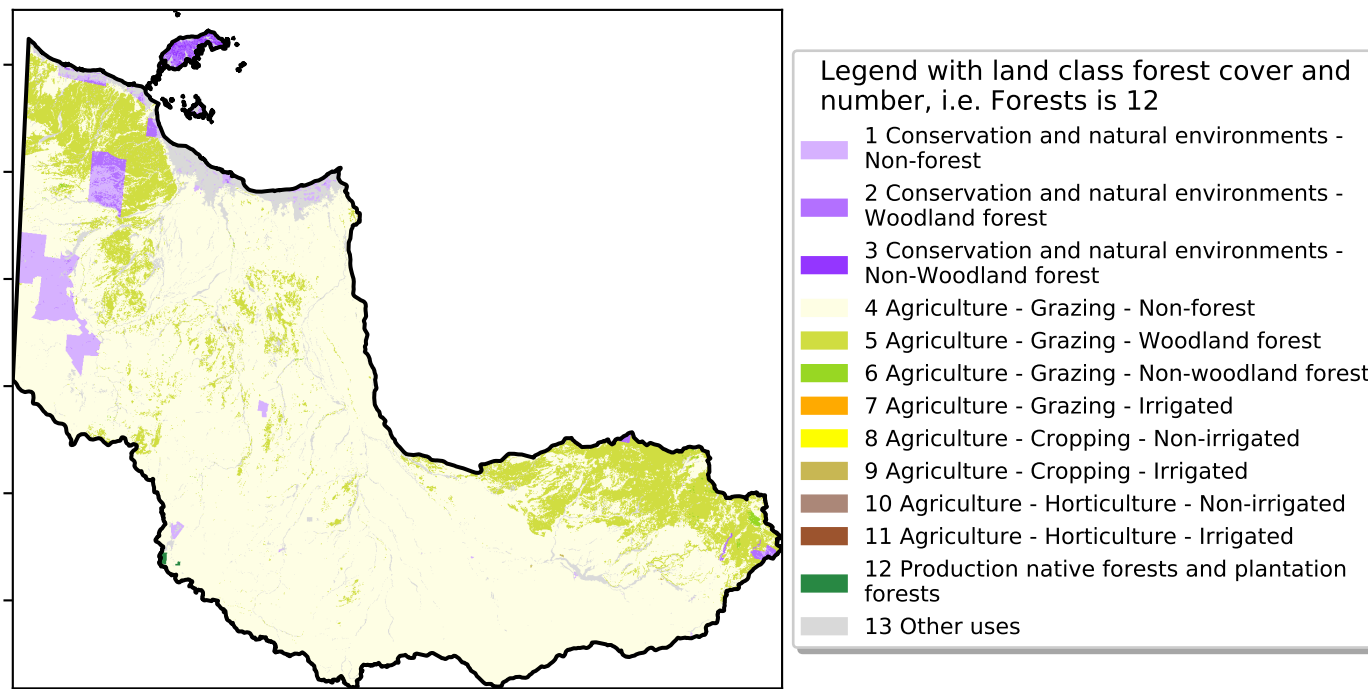 Legend with land class forest cover and
number, i.e. Forests is 12
1 Conservation and natural environments -
Non-forest
2 Conservation and natural environments -
Woodland forest
3 Conservation and natural environments -
Non-Woodland forest
4 Agriculture - Grazing - Non-forest
5 Agriculture - Grazing - Woodland forest
6 Agriculture - Grazing - Non-woodland forest
7 Agriculture - Grazing - Irrigated
8 Agriculture - Cropping - Non-irrigated
9 Agriculture - Cropping - Irrigated
10 Agriculture - Horticulture - Non-irrigated
11 Agriculture - Horticulture - Irrigated
12 Production native forests and plantation
forests
13 Other uses